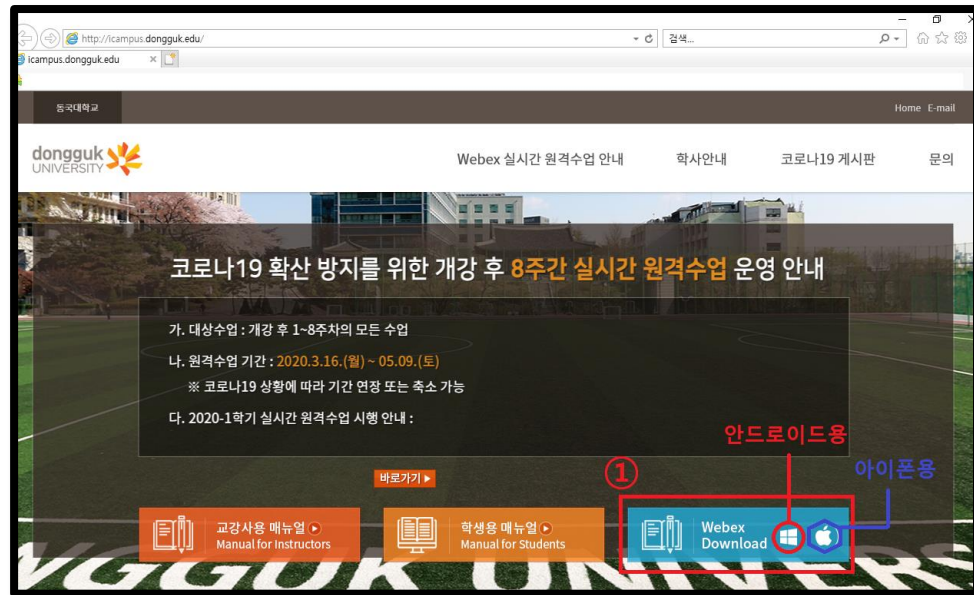 http://icampus.dongguk.edu/
검색...
icampus.dongguk.edu
동국대학교
Home E-mail
dongguk
UNIVERSITY
Webex 실시간 원격수업 안내 학사안내 코로나19 게시판 문의
코로나19 확산 방지를 위한 개강 후 8주간 실시간 원격수업 운영 안내
가. 대상수업 : 개강 후 1~8주차의 모든 수업
나. 원격수업 기간 : 2020.3.16.(월) ~ 05.09.(토)
※ 코로나19 상황에 따라 기간 연장 또는 축소 가능
다. 2020-1학기 실시간 원격수업 시행 안내 :
안드로이드용
아이폰용
바로가기
①
교강사용 매뉴얼
Manual for Instructors
학생용 매뉴얼
Manual for Students
Webex
Download